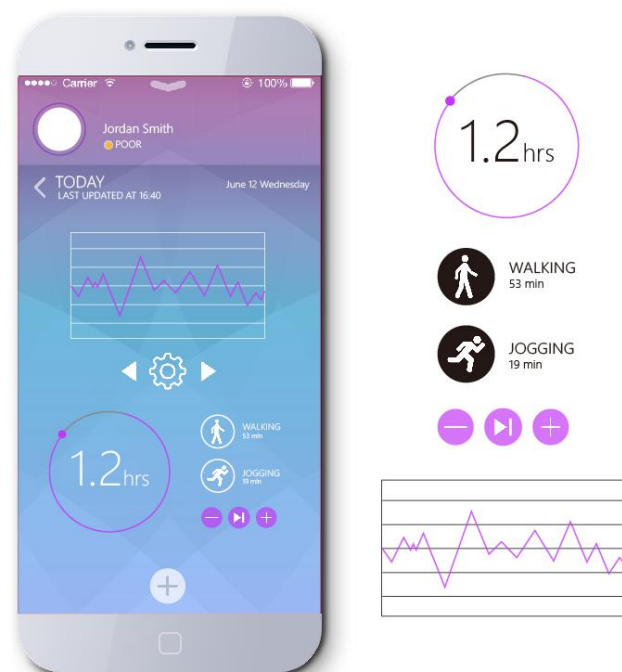 Carrier
100%
Jordan Smith
POOR
TODAY
LAST UPDATED AT 16:40
June 12 Wednesday
1.2hrs
WALKING
53 min
JOGGING
19 min
1.2hrs
WALKING
53 min
JOGGING
19 min